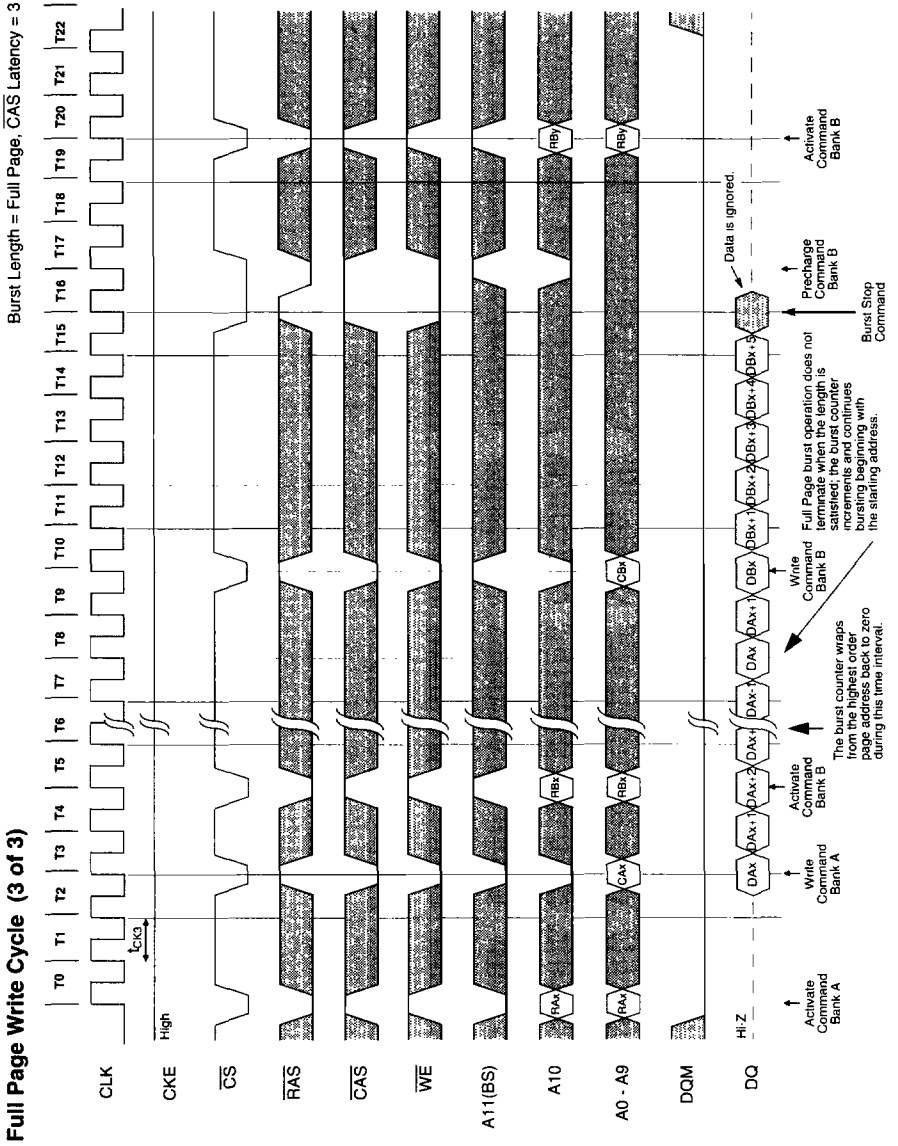 Full Page Write Cycle (3 of 3)
Burst Length = Full Page, CAS Latency = 3
T0 T1 T2 T3 T4 T5 T6 T7 T8 T9 T10 T11 T12 T13 T14 T15 T16 T17 T18 T19 T20 T21 T22
CLK
tCK3
CKE
High
CS
RAS
CAS
WE
A11(BS)
A10
RAx RBx RBy
A0 - A9
RAx CAx RBx CBx RBy
DQM
DQ
Hi-Z
DAx DAx+1 DAx+2 DAx+ DAx-1 DAx DAx+1 DBx DBx+1 DBx+2 DBx+3 DBx+4 DBx+5
Data is ignored.
Activate
Command
Bank A
Write
Command
Bank A
Activate
Command
Bank B
The burst counter wraps
from the highest order
page address back to zero
during this time interval.
Write
Command
Bank B
Full Page burst operation does not
terminate when the length is
satisfied; the burst counter
increments and continues
bursting beginning with
the starting address.
Burst Stop
Command
Precharge
Command
Bank B
Activate
Command
Bank B